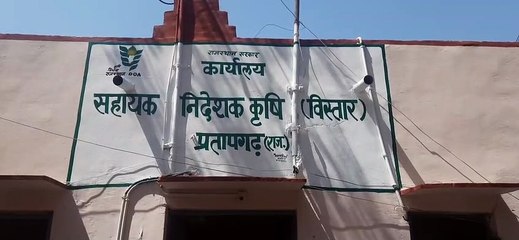 राजस्थान सरकार
कार्यालय
सहायक निदेशक कृषि (विस्तार)
प्रतापगढ़ (राज.)